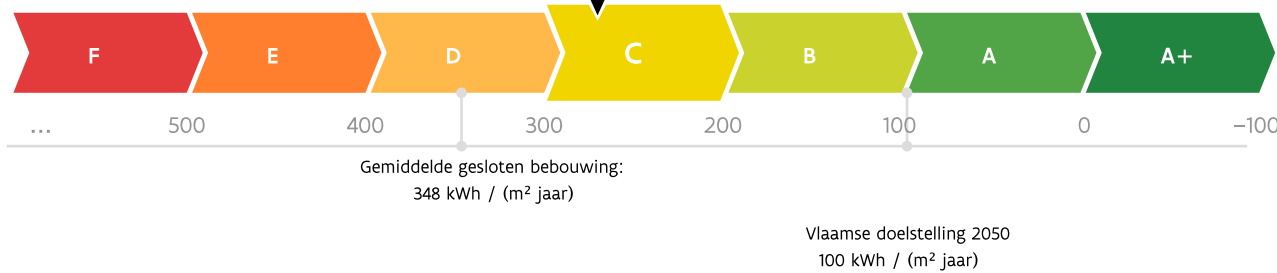 F E D C B A A+
... 500 400 300 200 100 0 −100
Gemiddelde gesloten bebouwing:
348 kWh / (m² jaar)
Vlaamse doelstelling 2050
100 kWh / (m² jaar)